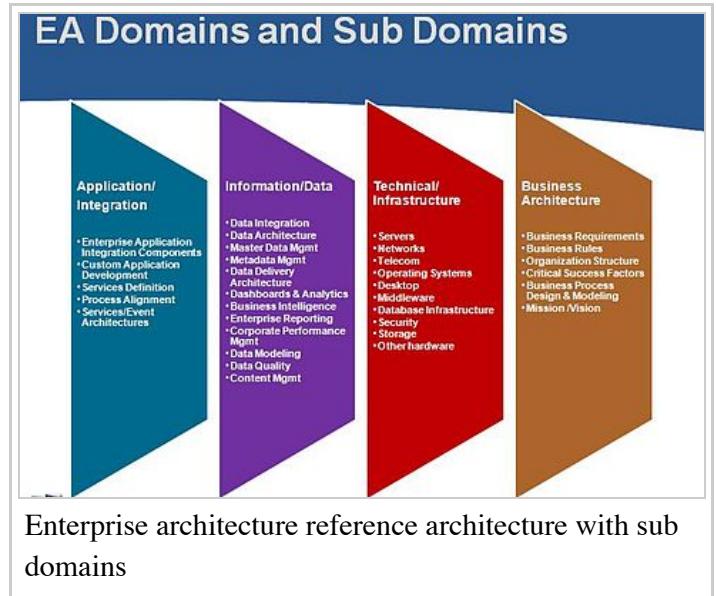 EA Domains and Sub Domains
Application/
Integration
•Enterprise Application
Integration Components
•Custom Application
Development
•Services Definition
•Process Alignment
•Services/Event
Architectures
Information/Data
•Data Integration
•Data Architecture
•Master Data Mgmt
•Metadata Mgmt
•Data Delivery
Architecture
•Dashboards & Analytics
•Business Intelligence
•Enterprise Reporting
•Corporate Performance
Mgmt
•Data Modeling
•Data Quality
•Content Mgmt
Technical/
Infrastructure
•Servers
•Networks
•Telecom
•Operating Systems
•Desktop
•Middleware
•Database Infrastructure
•Security
•Storage
•Other hardware
Business
Architecture
•Business Requirements
•Business Rules
•Organization Structure
•Critical Success Factors
•Business Process
Design & Modeling
•Mission /Vision
Enterprise architecture reference architecture with sub
domains